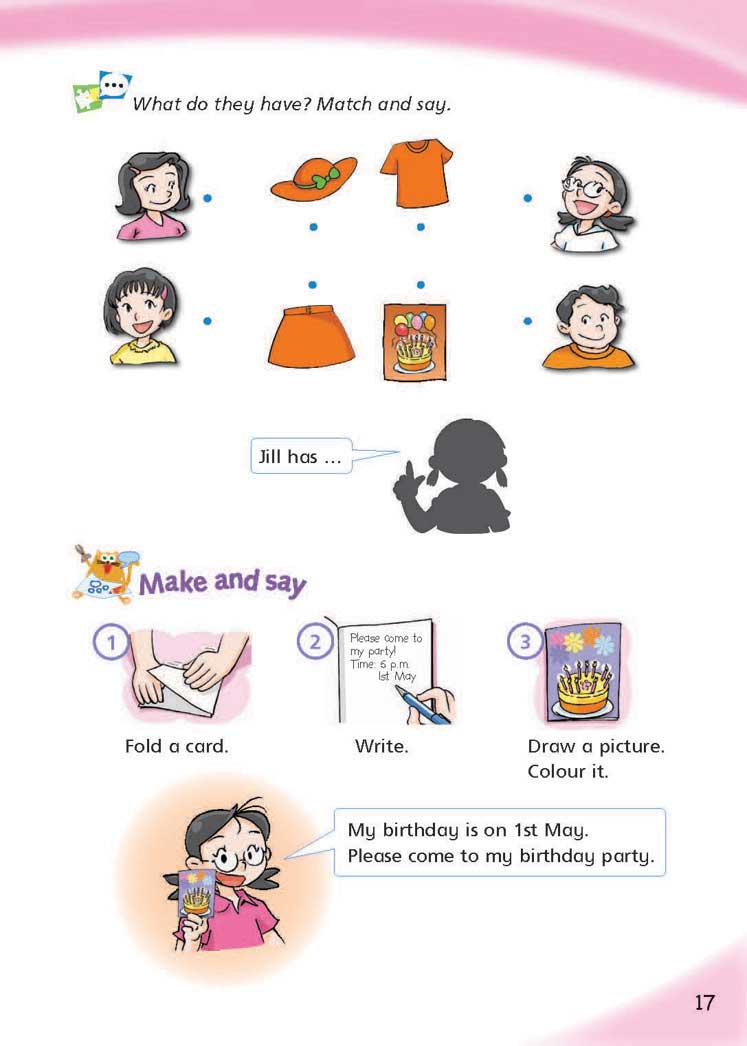 What do they have? Match and say.
Jill has ...
Make and say
1
2
3
Please come to
my party!
Time: 6 p.m.
1st May
Fold a card.
Write.
Draw a picture.
Colour it.
My birthday is on 1st May.
Please come to my birthday party.
17